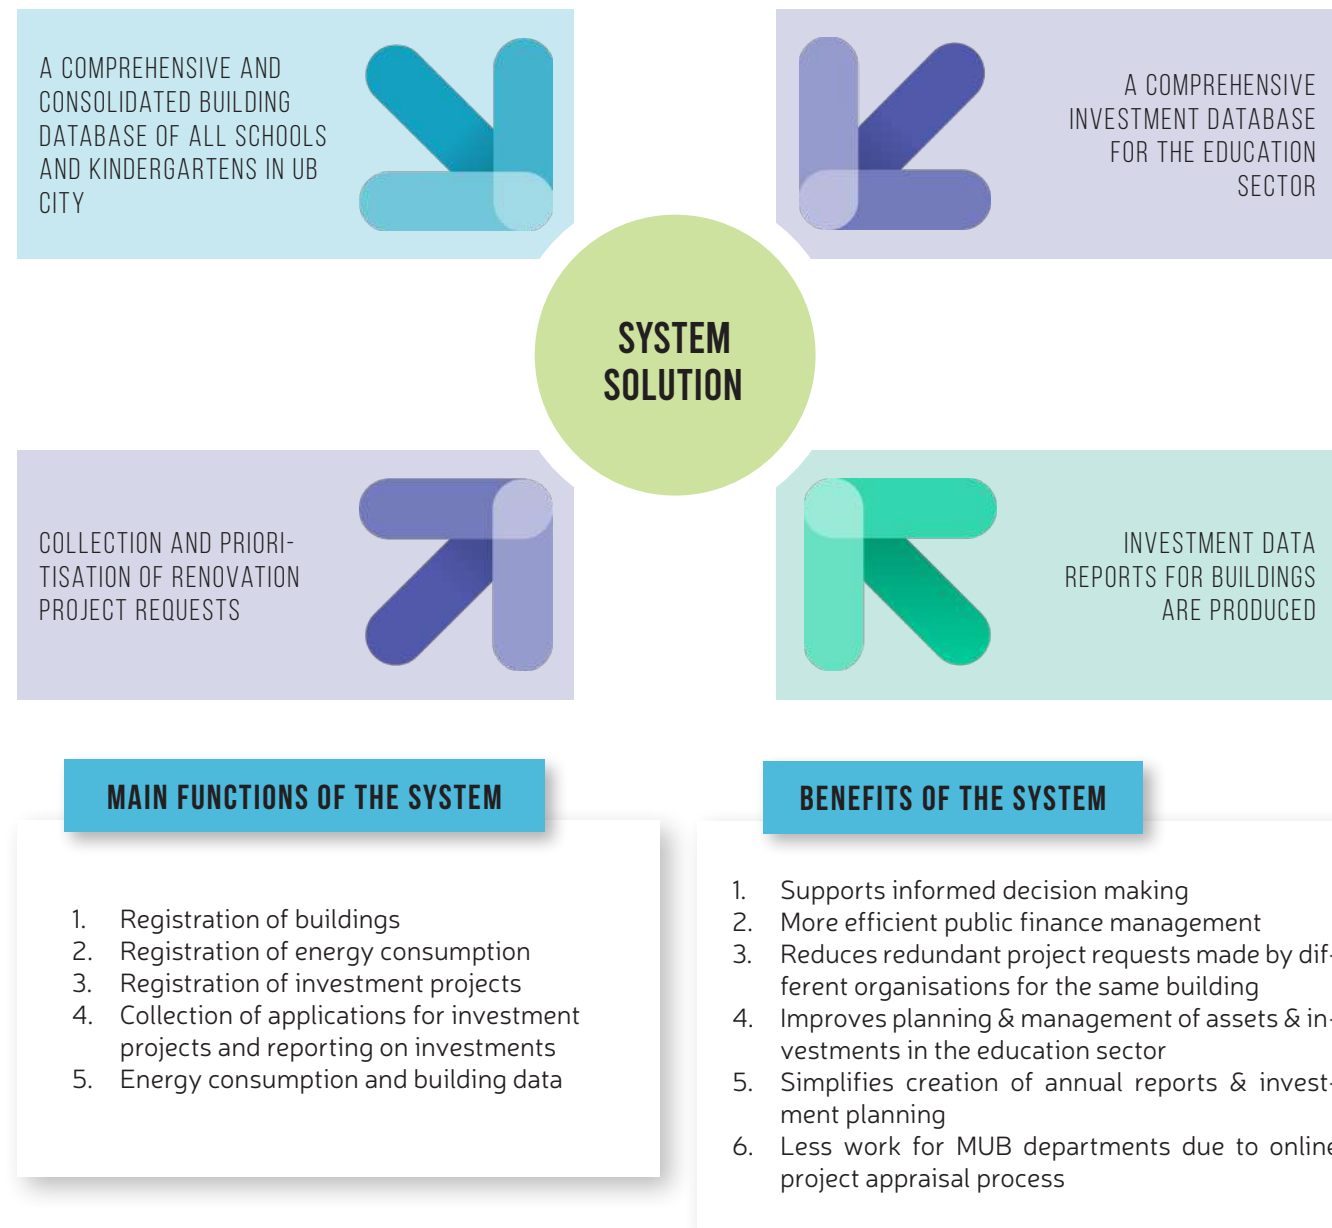 A COMPREHENSIVE AND
CONSOLIDATED BUILDING
DATABASE OF ALL SCHOOLS
AND KINDERGARTENS IN UB
CITY
A COMPREHENSIVE
INVESTMENT DATABASE
FOR THE EDUCATION
SECTOR
SYSTEM
SOLUTION
COLLECTION AND PRIORI-
TISATION OF RENOVATION
PROJECT REQUESTS
INVESTMENT DATA
REPORTS FOR BUILDINGS
ARE PRODUCED
MAIN FUNCTIONS OF THE SYSTEM
1. Registration of buildings
2. Registration of energy consumption
3. Registration of investment projects
4. Collection of applications for investment
projects and reporting on investments
5. Energy consumption and building data
BENEFITS OF THE SYSTEM
1. Supports informed decision making
2. More efficient public finance management
3. Reduces redundant project requests made by dif-
ferent organisations for the same building
4. Improves planning & management of assets & in-
vestments in the education sector
5. Simplifies creation of annual reports & invest-
ment planning
6. Less work for MUB departments due to online
project appraisal process